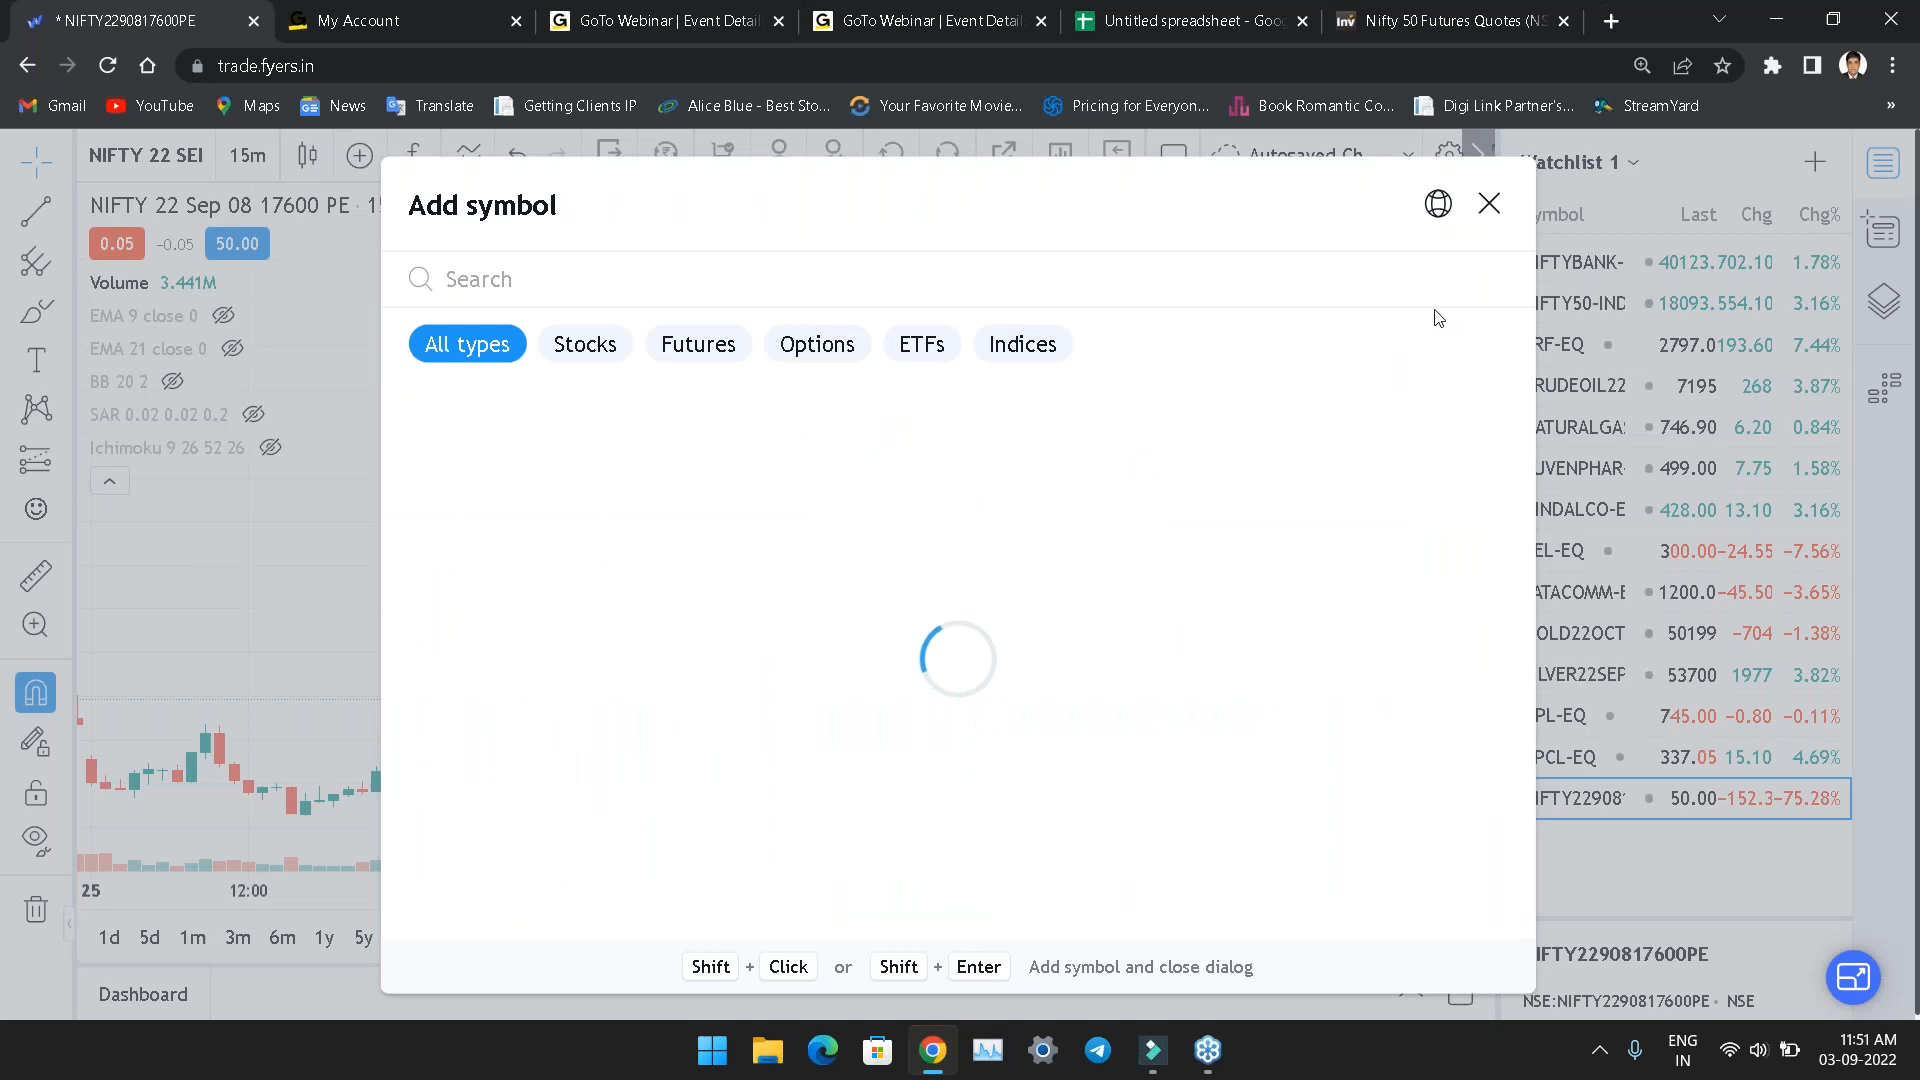 * NIFTY2290817600PE
My Account
GoTo Webinar | Event Detail
GoTo Webinar | Event Detail
Untitled spreadsheet - Goo
Nifty 50 Futures Quotes (NS
trade.fyers.in
Gmail
YouTube
Maps
News
Translate
Getting Clients IP
Alice Blue - Best Sto...
Your Favorite Movie...
Pricing for Everyon...
Book Romantic Co...
Digi Link Partner's...
StreamYard
»
NIFTY 22 SEI
15m
Autosaved Ch
atchlist 1
NIFTY 22 Sep 08 17600 PE · 1
0.05 -0.05 50.00
Volume 3.441M
EMA 9 close 0
EMA 21 close 0
BB 20 2
SAR 0.02 0.02 0.2
Ichimoku 9 26 52 26
25 12:00
1d 5d 1m 3m 6m 1y 5y
Dashboard
Add symbol
Search
All types
Stocks
Futures
Options
ETFs
Indices
Shift + Click or Shift + Enter Add symbol and close dialog
ymbol Last Chg Chg%
IFTYBANK- 40123.702.10 1.78%
IFTY50-IND 18093.554.10 3.16%
RF-EQ 2797.0193.60 7.44%
RUDEOIL22 7195 268 3.87%
ATURALGA 746.90 6.20 0.84%
UVENPHAR 499.00 7.75 1.58%
INDALCO-E 428.00 13.10 3.16%
EL-EQ 300.00-24.55 -7.56%
ATACOMM-E 1200.0-45.50 -3.65%
OLD22OCT 50199 -704 -1.38%
LVER22SEP 53700 1977 3.82%
PL-EQ 745.00 -0.80 -0.11%
PCL-EQ 337.05 15.10 4.69%
IFTY22908 50.00-152.3-75.28%
IFTY2290817600PE
NSE:NIFTY2290817600PE · NSE
ENG
IN
11:51 AM
03-09-2022